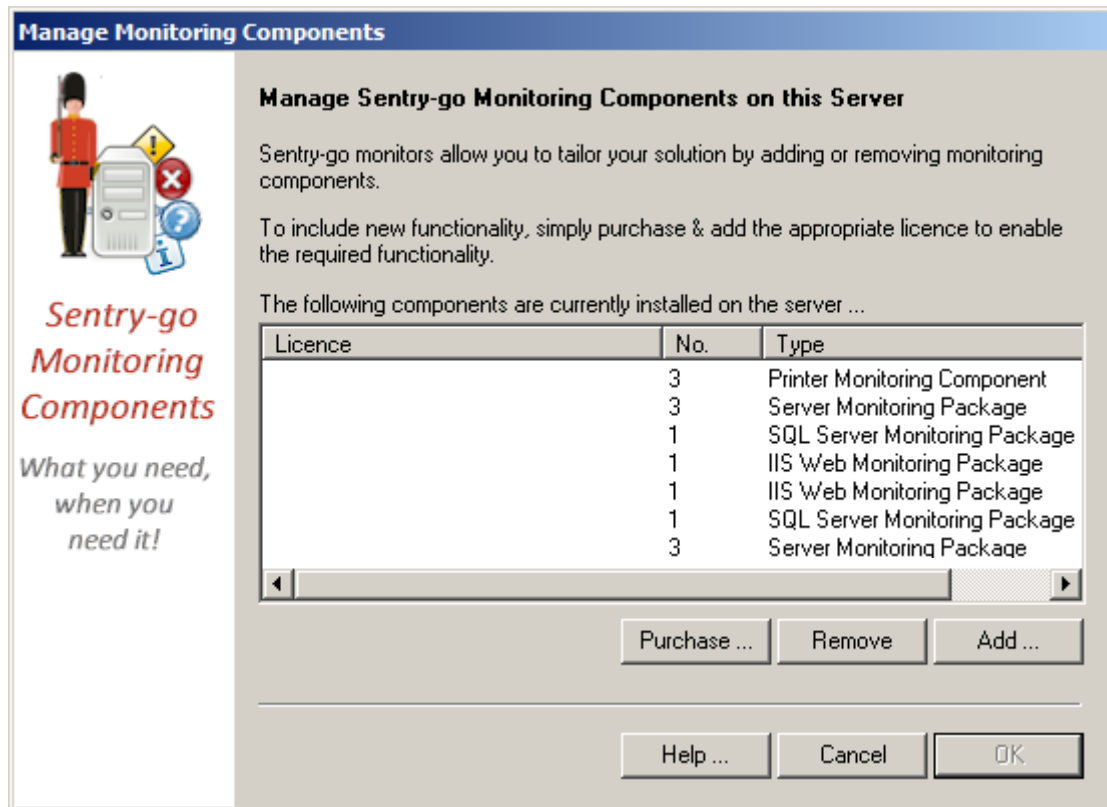 Manage Monitoring Components
Sentry-go
Monitoring
Components
What you need,
when you
need it!
Manage Sentry-go Monitoring Components on this Server
Sentry-go monitors allow you to tailor your solution by adding or removing monitoring
components.
To include new functionality, simply purchase & add the appropriate licence to enable
the required functionality.
The following components are currently installed on the server ...
Licence No. Type
3 Printer Monitoring Component
3 Server Monitoring Package
1 SQL Server Monitoring Package
1 IIS Web Monitoring Package
1 IIS Web Monitoring Package
1 SQL Server Monitoring Package
3 Server Monitoring Package
Purchase ... Remove Add ...
Help ... Cancel OK